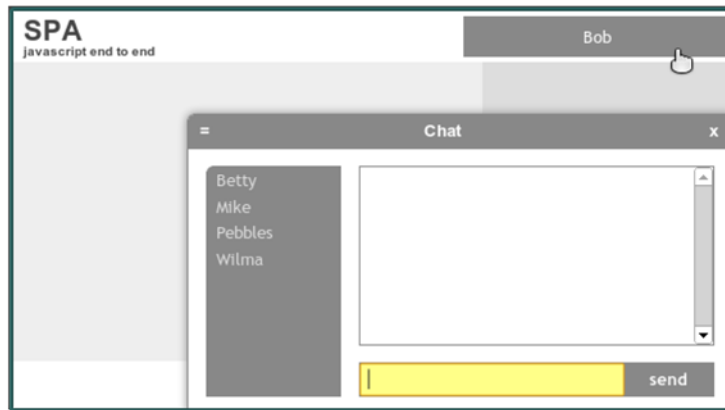 SPA
javascript end to end
Bob
= Chat x
Betty
Mike
Pebbles
Wilma
send